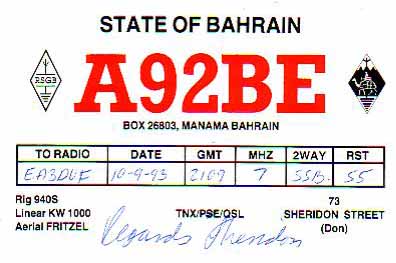 STATE OF BAHRAIN
RSGB
A92BE
BOX 26803, MANAMA BAHRAIN
TO RADIO DATE GMT MHZ 2WAY RST
EA3DUF 10-9-93 2107 7 SSB 55
Rig 940S
Linear KW 1000
Aerial FRITZEL
TNX/PSE/QSL
73
SHERIDON STREET
(Don)
Regards Sheridon